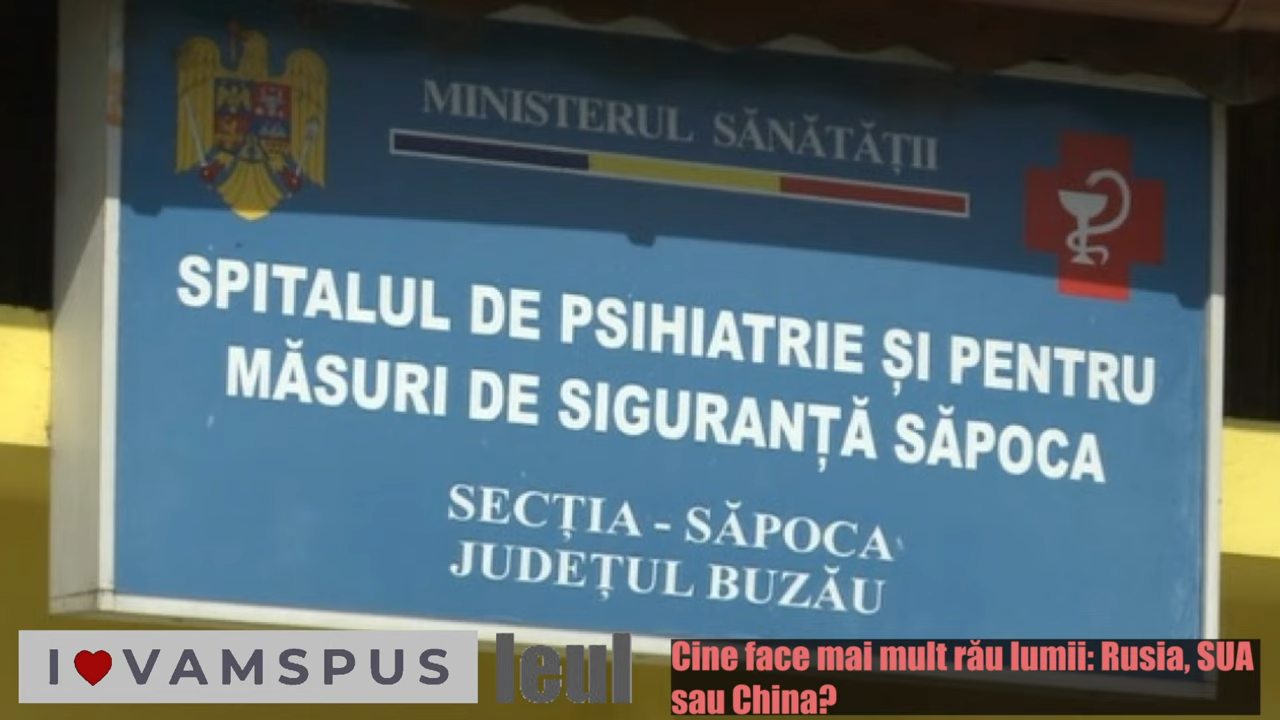 MINISTERUL SĂNĂTĂȚII
SPITALUL DE PSIHIATRIE ȘI PENTRU
MĂSURI DE SIGURANȚĂ SĂPOCA
SECȚIA - SĂPOCA
JUDEȚUL BUZĂU
I ❤ VAMSPUS
leul
Cine face mai mult rău lumii: Rusia, SUA
sau China?